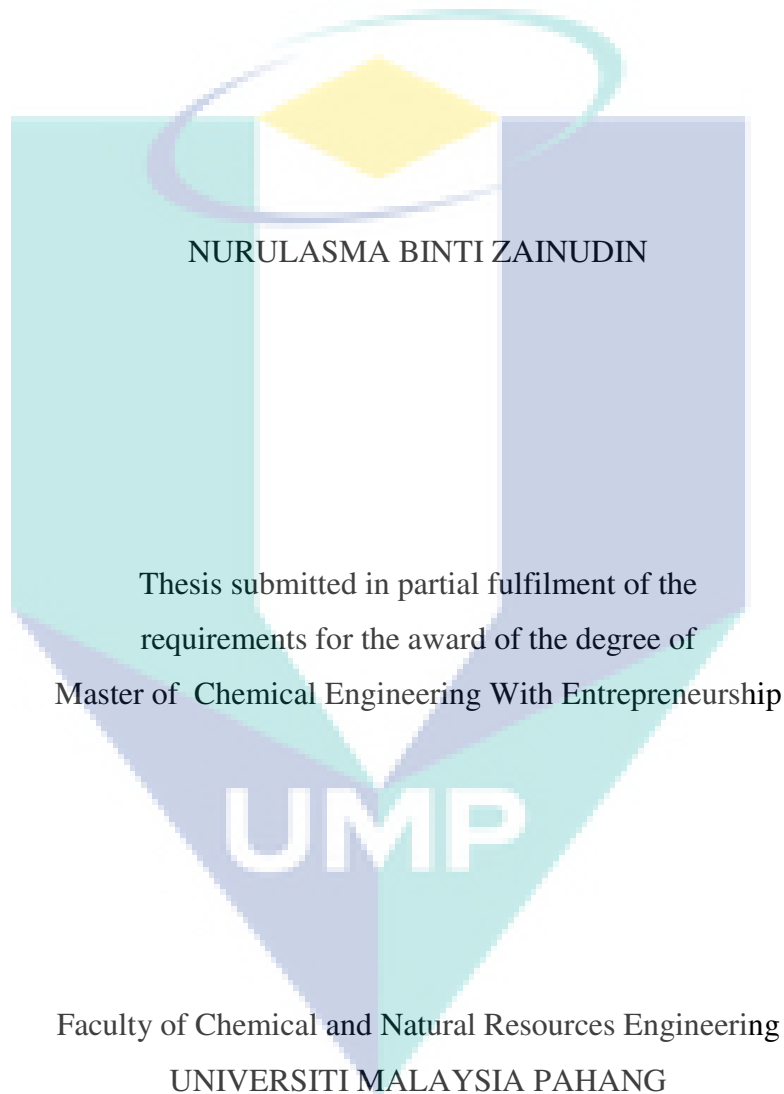 NURULASMA BINTI ZAINUDIN
Thesis submitted in partial fulfilment of the
requirements for the award of the degree of
Master of  Chemical Engineering With Entrepreneurship
UMP
Faculty of Chemical and Natural Resources Engineering
UNIVERSITI MALAYSIA PAHANG